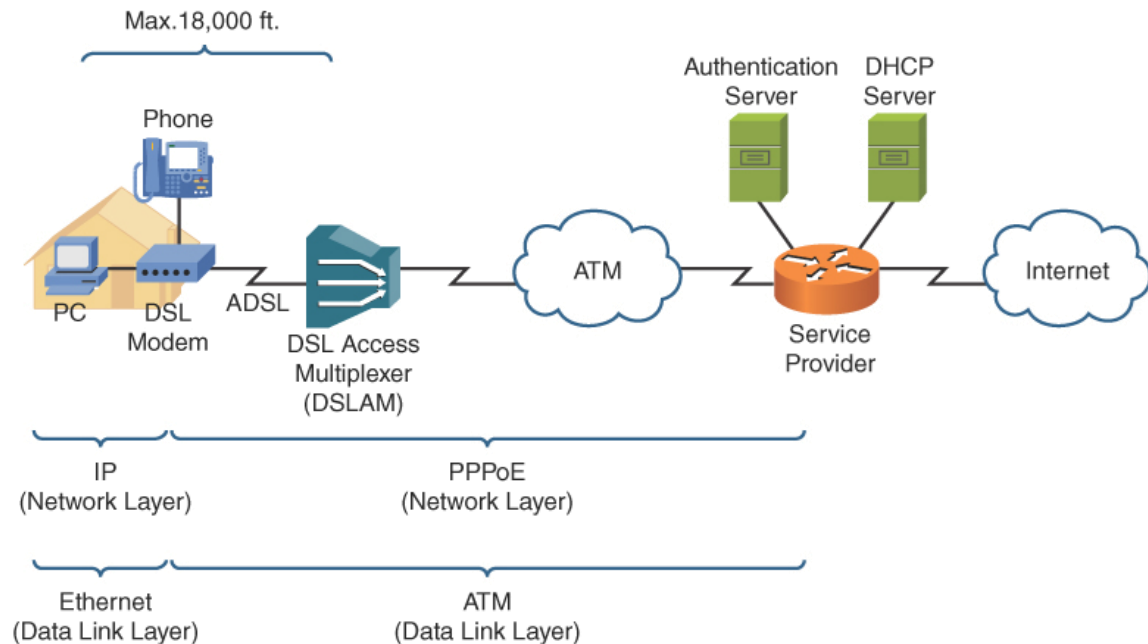 Max.18,000 ft.
Authentication
Server
DHCP
Server
Phone
PC
DSL
Modem
ADSL
DSL Access
Multiplexer
(DSLAM)
ATM
Service
Provider
Internet
IP
(Network Layer)
PPPoE
(Network Layer)
Ethernet
(Data Link Layer)
ATM
(Data Link Layer)